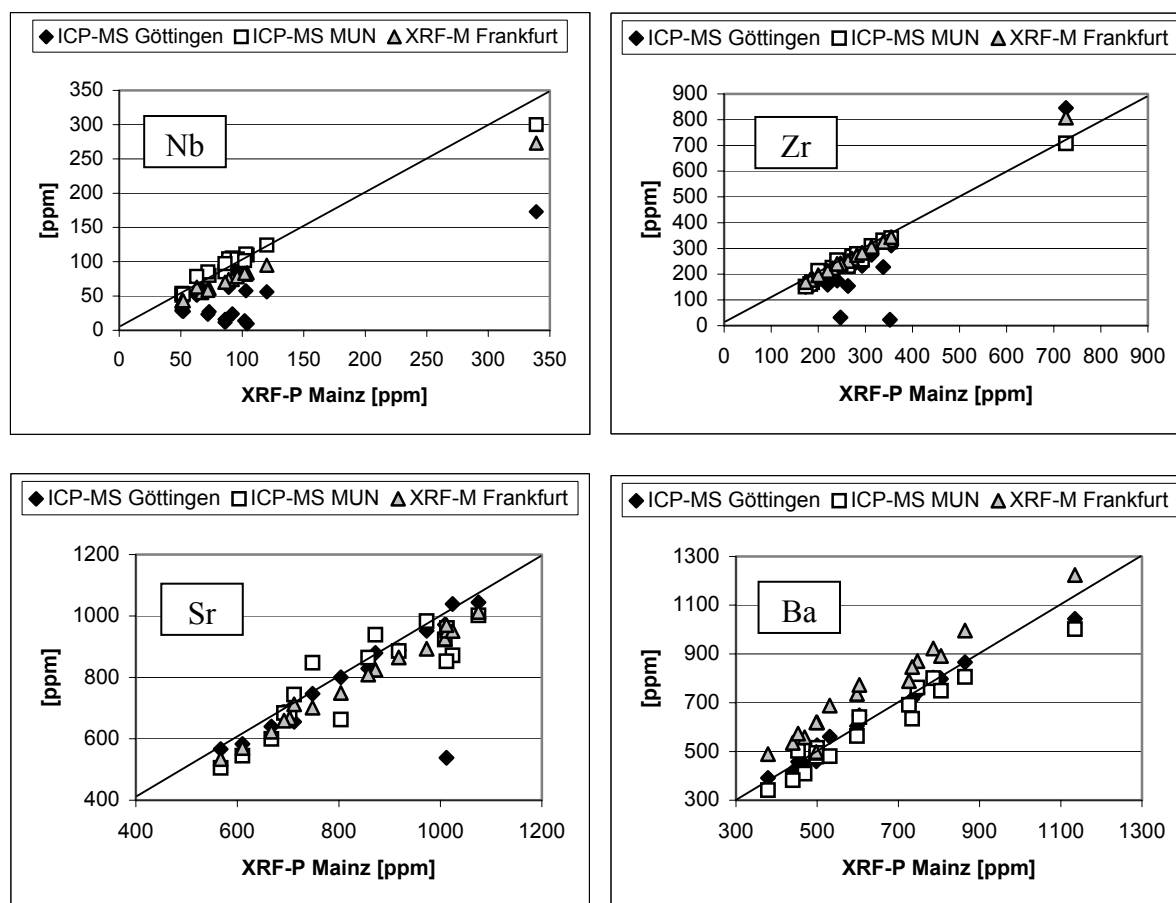 ◆ ICP-MS Göttingen □ ICP-MS MUN △ XRF-M Frankfurt
350
300
250
200
150
100
50
0
[ppm]
Nb
0 50 100 150 200 250 300 350
XRF-P Mainz [ppm]
◆ ICP-MS Göttingen □ ICP-MS MUN △ XRF-M Frankfurt
900
800
700
600
500
400
300
200
100
0
[ppm]
Zr
0 100 200 300 400 500 600 700 800 900
XRF-P Mainz [ppm]
◆ ICP-MS Göttingen □ ICP-MS MUN △ XRF-M Frankfurt
1200
1000
800
600
400
[ppm]
Sr
400 600 800 1000 1200
XRF-P Mainz [ppm]
◆ ICP-MS Göttingen □ ICP-MS MUN △ XRF-M Frankfurt
1300
1100
900
700
500
300
[ppm]
Ba
300 500 700 900 1100 1300
XRF-P Mainz [ppm]